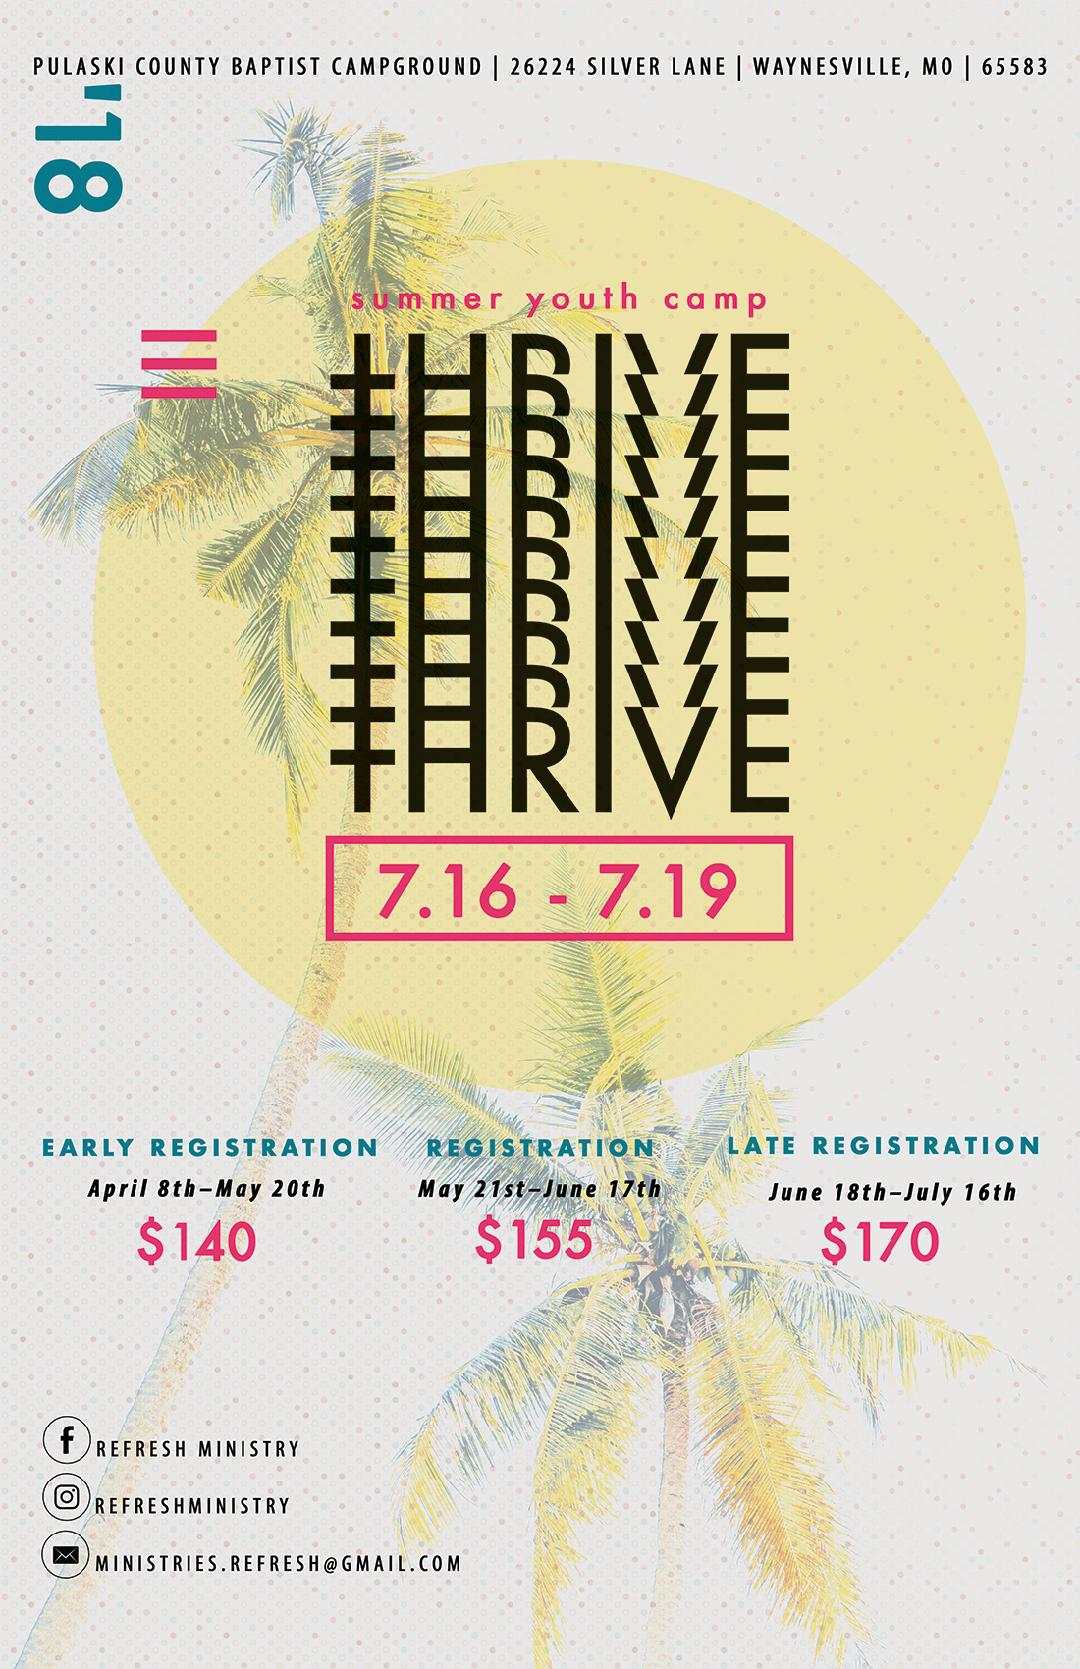 PULASKI COUNTY BAPTIST CAMPGROUND | 26224 SILVER LANE | WAYNESVILLE, MO | 65583
'18
summer youth camp
THRIVE
7.16 - 7.19
EARLY REGISTRATION
April 8th–May 20th
$140
REGISTRATION
May 21st–June 17th
$155
LATE REGISTRATION
June 18th–July 16th
$170
REFRESH MINISTRY
REFRESHMINISTRY
MINISTRIES.REFRESH@GMAIL.COM